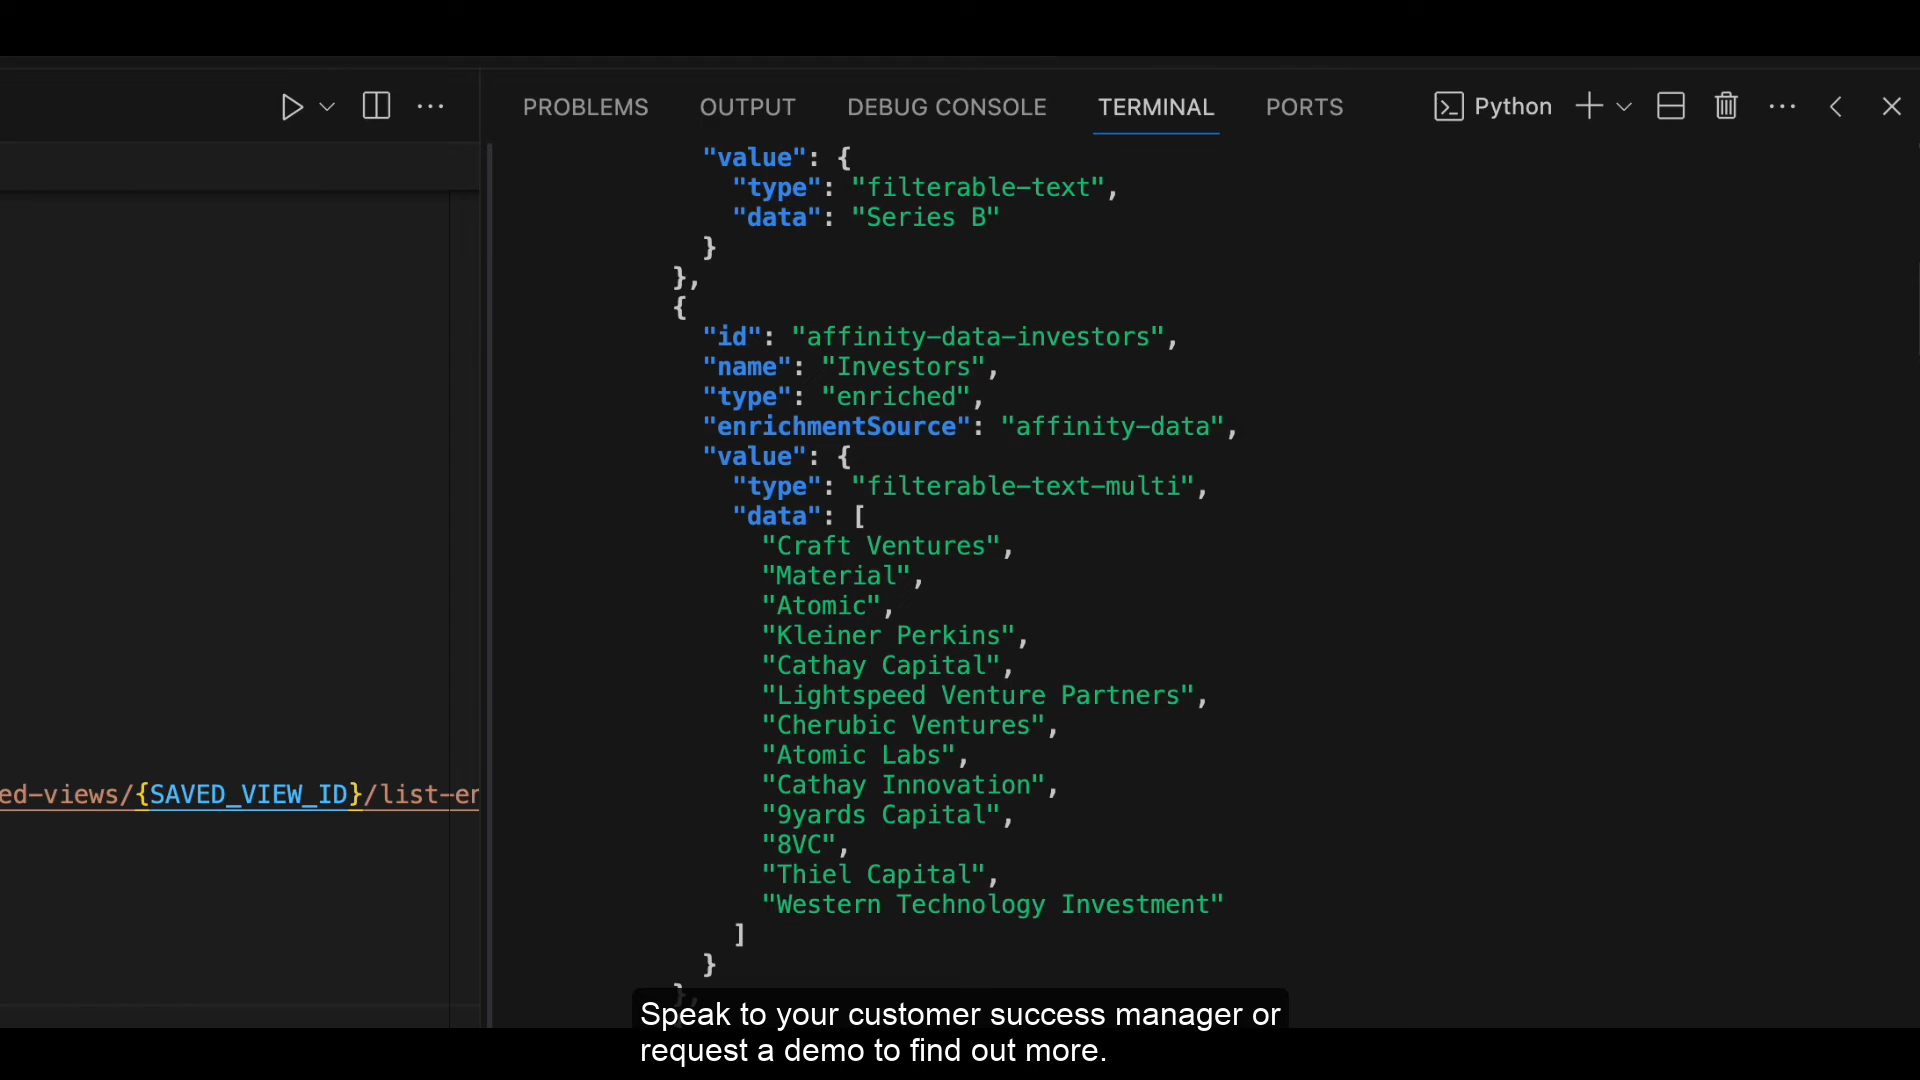 PROBLEMS OUTPUT DEBUG CONSOLE TERMINAL PORTS Python
"value": {
"type": "filterable-text",
"data": "Series B"
}
},
{
"id": "affinity-data-investors",
"name": "Investors",
"type": "enriched",
"enrichmentSource": "affinity-data",
"value": {
"type": "filterable-text-multi",
"data": [
"Craft Ventures",
"Material",
"Atomic",
"Kleiner Perkins",
"Cathay Capital",
"Lightspeed Venture Partners",
"Cherubic Ventures",
"Atomic Labs",
"Cathay Innovation",
"9yards Capital",
"8VC",
"Thiel Capital",
"Western Technology Investment"
]
}
},
ed-views/{SAVED_VIEW_ID}/list-er
Speak to your customer success manager or
request a demo to find out more.